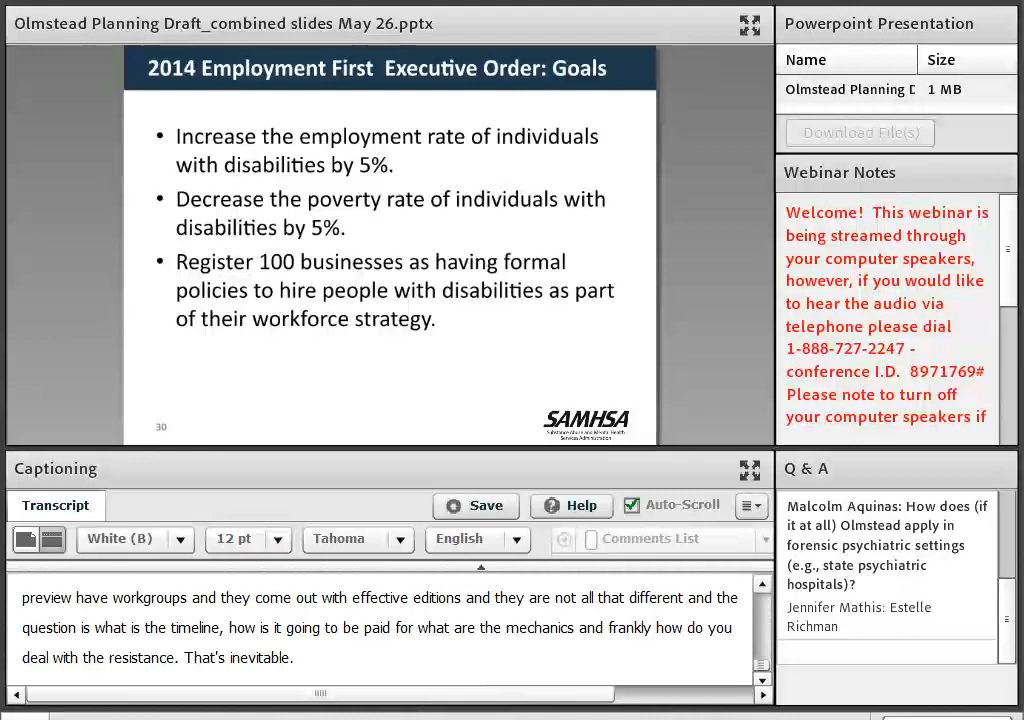 Olmstead Planning Draft_combined slides May 26.pptx
2014 Employment First Executive Order: Goals
• Increase the employment rate of individuals
with disabilities by 5%.
• Decrease the poverty rate of individuals with
disabilities by 5%.
• Register 100 businesses as having formal
policies to hire people with disabilities as part
of their workforce strategy.
30
SAMHSA
Substance Abuse and Mental Health
Services Administration
Powerpoint Presentation
Name Size
Olmstead Planning D 1 MB
Download File(s)
Webinar Notes
Welcome! This webinar is
being streamed through
your computer speakers,
however, if you would like
to hear the audio via
telephone please dial
1-888-727-2247 -
conference I.D. 8971769#
Please note to turn off
your computer speakers if
Captioning
Transcript
Save
Help
Auto-Scroll
White (B)
12 pt
Tahoma
English
Comments List
preview have workgroups and they come out with effective editions and they are not all that different and the
question is what is the timeline, how is it going to be paid for what are the mechanics and frankly how do you
deal with the resistance. That's inevitable.
Q & A
Malcolm Aquinas: How does (if
it at all) Olmstead apply in
forensic psychiatric settings
(e.g., state psychiatric
hospitals)?
Jennifer Mathis: Estelle
Richman